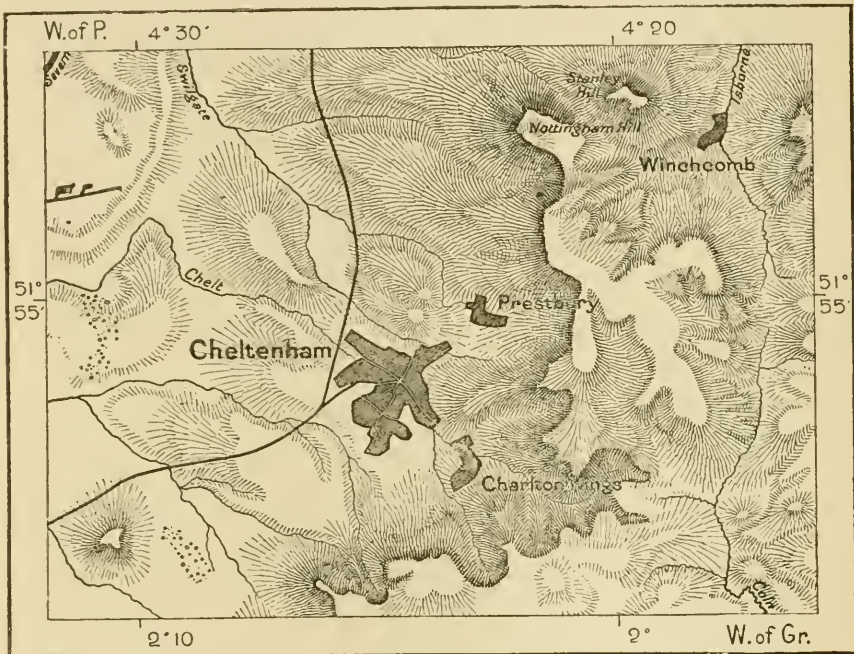 W. of P.
4° 30'
4° 20
Severn
Swilgate
Stanley
Hill
Isborne
Nottingham Hill
Winchcomb
Chelt
51°
55'
Prestbury
51°
55'
Cheltenham
Charlton Kings
Coln
2° 10
2°
W. of Gr.